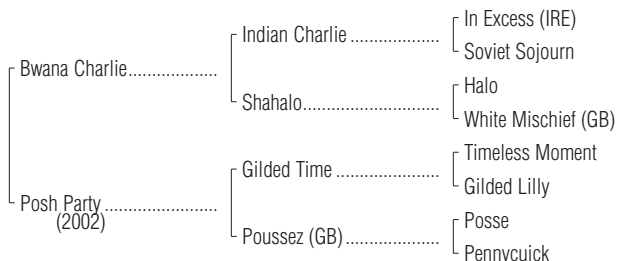 In Excess (IRE)
Indian Charlie
Soviet Sojourn
Bwana Charlie....................
Halo
Shahalo..............................
White Mischief (GB)
Timeless Moment
Gilded Time .......................
Gilded Lilly
Posh Party .........................
(2002)
Posse
Poussez (GB).....................
Pennycuick